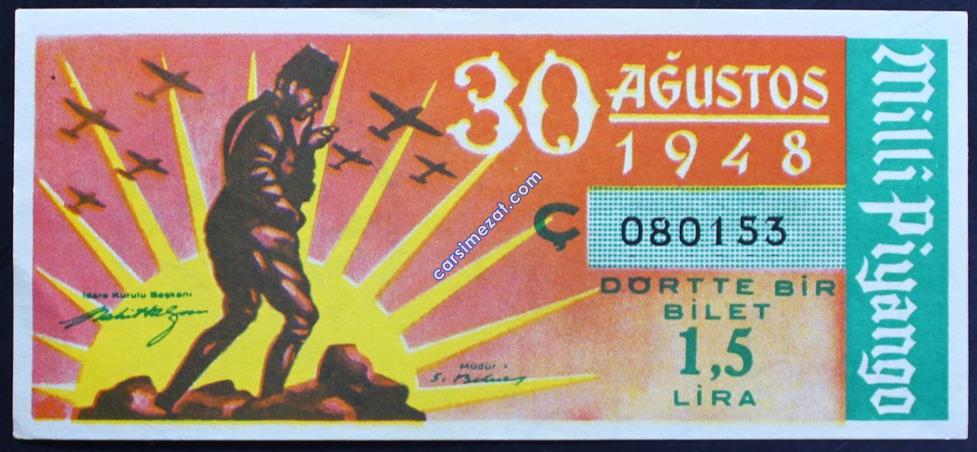 30 AĞUSTOS
1948
Ç 080153
DÖRTTE BİR
BİLET
1,5
LİRA
Milli Piyango
İdare Kurulu Başkanı
Müdür
carsimezat.com